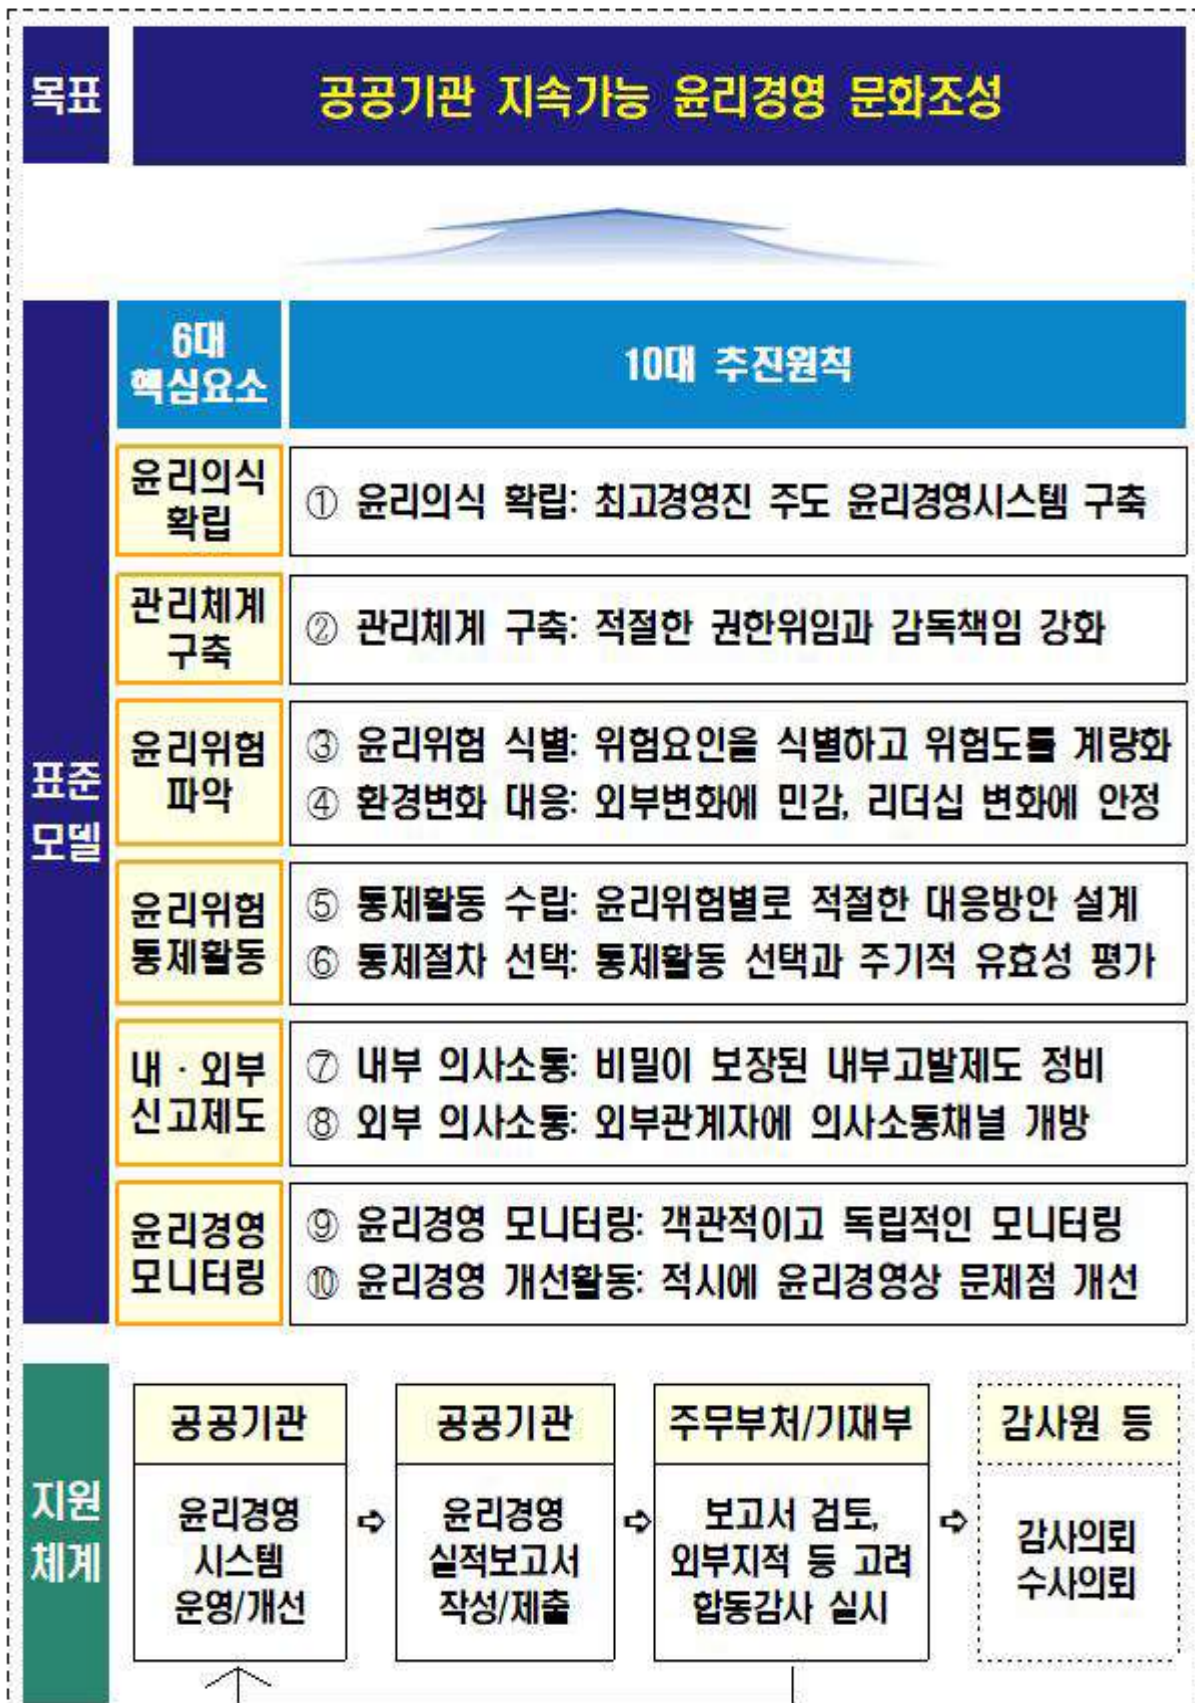 목표
공공기관 지속가능 윤리경영 문화조성
표준
모델
6대
핵심요소
10대 추진원칙
윤리의식
확립
① 윤리의식 확립: 최고경영진 주도 윤리경영시스템 구축
관리체계
구축
② 관리체계 구축: 적절한 권한위임과 감독책임 강화
윤리위험
파악
③ 윤리위험 식별: 위험요인을 식별하고 위험도를 계량화
④ 환경변화 대응: 외부변화에 민감, 리더십 변화에 안정
윤리위험
통제활동
⑤ 통제활동 수립: 윤리위험별로 적절한 대응방안 설계
⑥ 통제절차 선택: 통제활동 선택과 주기적 유효성 평가
내 · 외부
신고제도
⑦ 내부 의사소통: 비밀이 보장된 내부고발제도 정비
⑧ 외부 의사소통: 외부관계자에 의사소통채널 개방
윤리경영
모니터링
⑨ 윤리경영 모니터링: 객관적이고 독립적인 모니터링
⑩ 윤리경영 개선활동: 적시에 윤리경영상 문제점 개선
지원
체계
공공기관
윤리경영
시스템
운영/개선
⇨
공공기관
윤리경영
실적보고서
작성/제출
⇨
주무부처/기재부
보고서 검토,
외부지적 등 고려
합동감사 실시
⇨
감사원 등
감사의뢰
수사의뢰